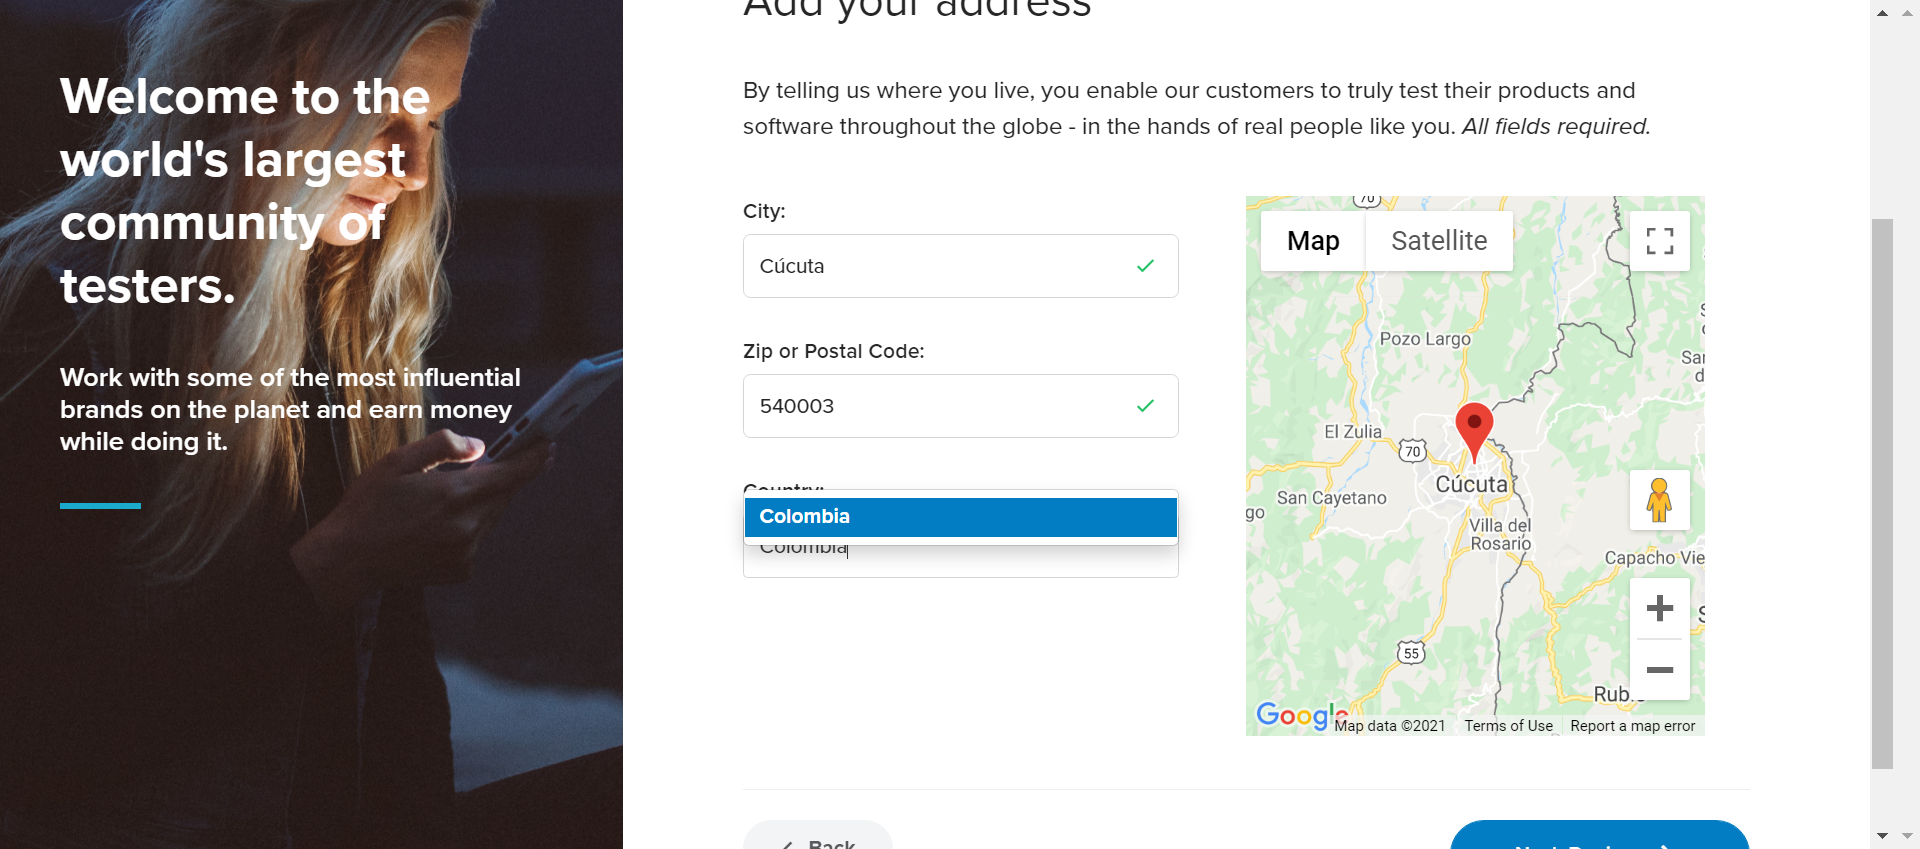 Welcome to the
world's largest
community of
testers.
Work with some of the most influential
brands on the planet and earn money
while doing it.
Add your address
By telling us where you live, you enable our customers to truly test their products and
software throughout the globe - in the hands of real people like you. All fields required.
City:
Cúcuta
Zip or Postal Code:
540003
Country:
Colombia
Colombia
Map
Satellite
70
Pozo Largo
El Zulia
70
Cúcuta
San Cayetano
go
Villa del
Rosario
Capacho Vie
55
Google
Map data ©2021
Terms of Use
Report a map error
Back